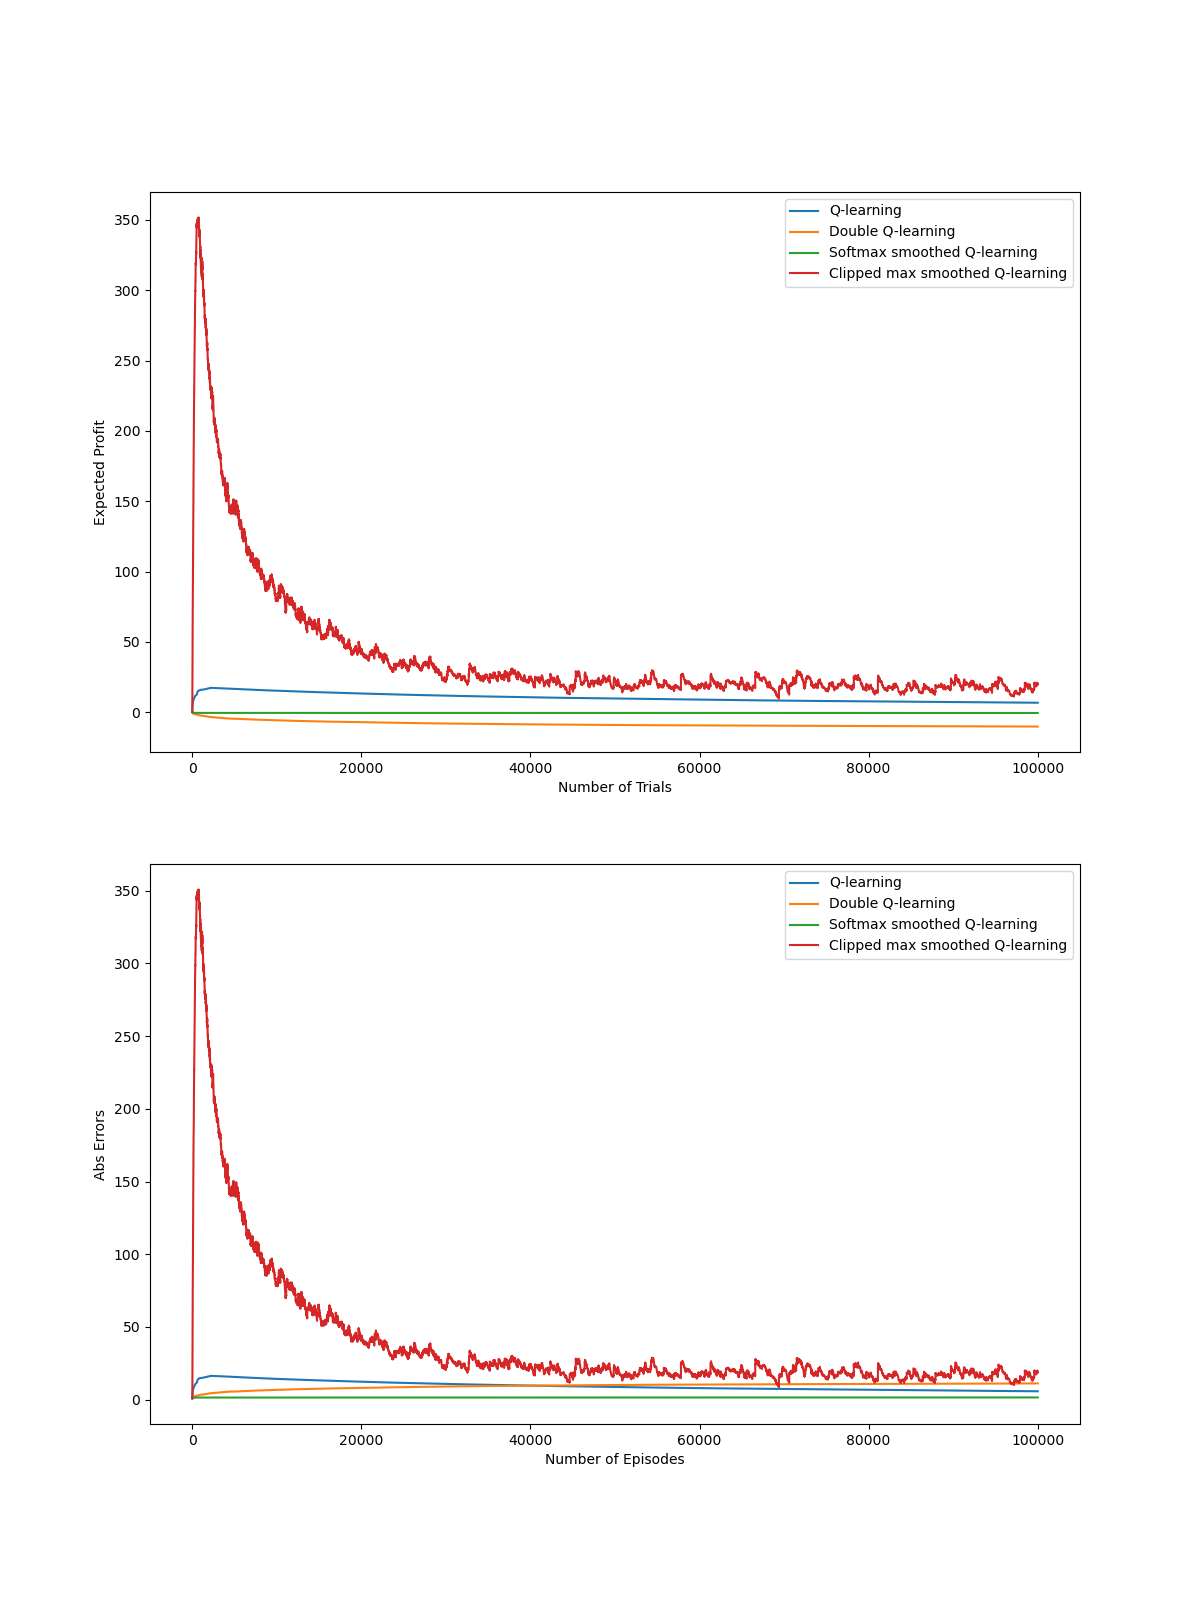 350
300
250
200
150
100
50
0
Expected Profit
Q-learning
Double Q-learning
Softmax smoothed Q-learning
Clipped max smoothed Q-learning
0 20000 40000 60000 80000 100000
Number of Trials
350
300
250
200
150
100
50
0
Abs Errors
Q-learning
Double Q-learning
Softmax smoothed Q-learning
Clipped max smoothed Q-learning
0 20000 40000 60000 80000 100000
Number of Episodes